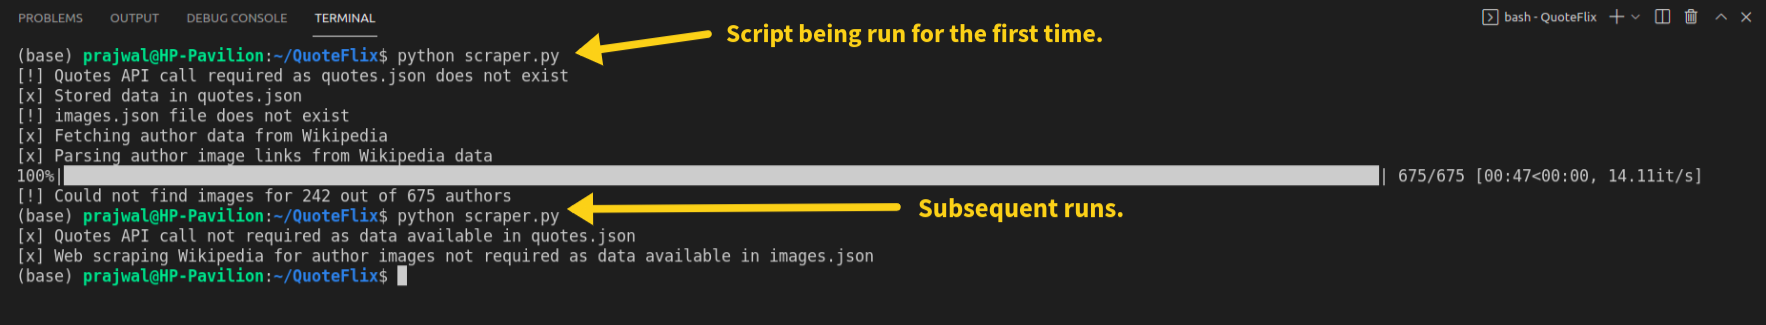 PROBLEMS OUTPUT DEBUG CONSOLE TERMINAL bash - QuoteFlix
Script being run for the first time.
(base) prajwal@HP-Pavilion:~/QuoteFlix$ python scraper.py
[!] Quotes API call required as quotes.json does not exist
[x] Stored data in quotes.json
[!] images.json file does not exist
[x] Fetching author data from Wikipedia
[x] Parsing author image links from Wikipedia data
100%| | 675/675 [00:47<00:00, 14.11it/s]
[!] Could not find images for 242 out of 675 authors
(base) prajwal@HP-Pavilion:~/QuoteFlix$ python scraper.py
Subsequent runs.
[x] Quotes API call not required as data available in quotes.json
[x] Web scraping Wikipedia for author images not required as data available in images.json
(base) prajwal@HP-Pavilion:~/QuoteFlix$